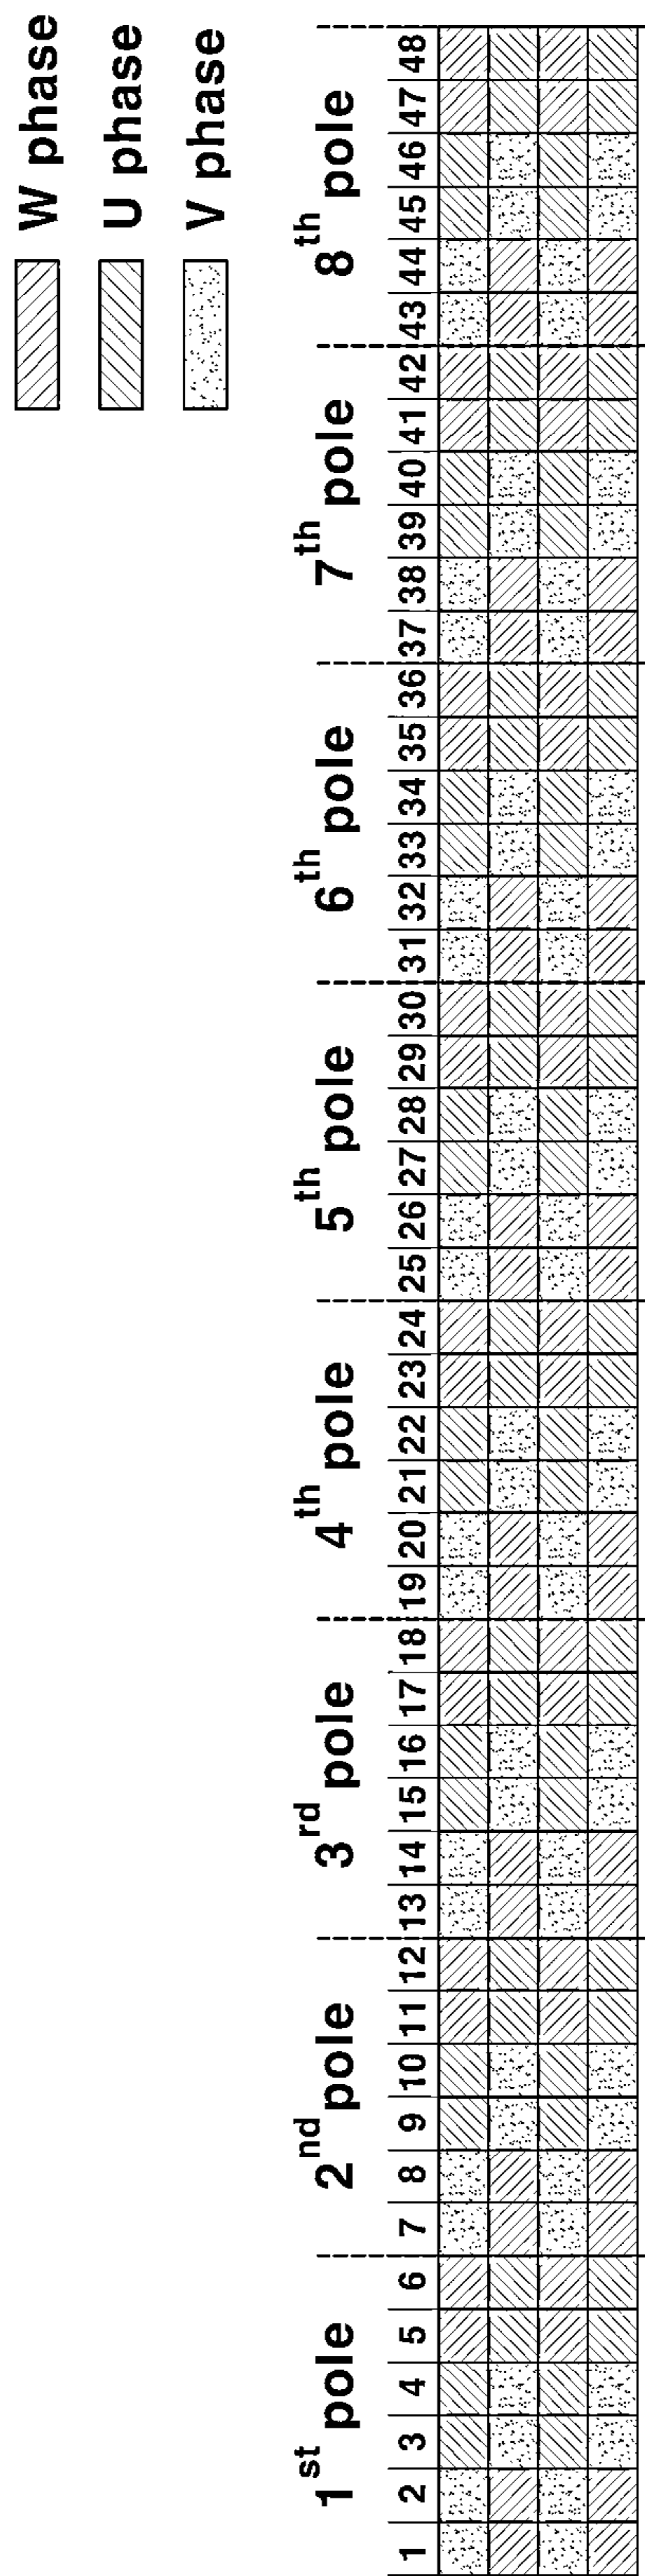 W phase
U phase
V phase
1st pole 2nd pole 3rd pole 4th pole 5th pole 6th pole 7th pole 8th pole
1 2 3 4 5 6 7 8 9 10 11 12 13 14 15 16 17 18 19 20 21 22 23 24 25 26 27 28 29 30 31 32 33 34 35 36 37 38 39 40 41 42 43 44 45 46 47 48